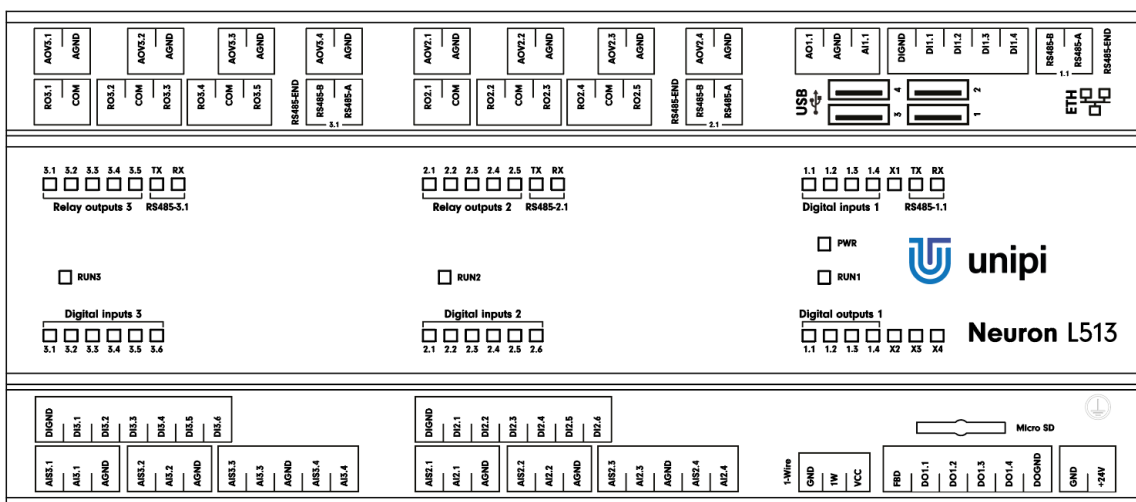 AOV3.1 AGND AOV3.2 AGND AOV3.3 AGND AOV3.4 AGND AOV2.1 AGND AOV2.2 AGND AOV2.3 AGND AOV2.4 AGND AO1.1 AGND AI1.1 DIGND DI1.1 DI1.2 DI1.3 DI1.4 RS485-B RS485-A RS485-END
1.1
RO3.1 COM RO3.2 COM RO3.3 RO3.4 COM RO3.5 RS485-END RS485-B RS485-A RO2.1 COM RO2.2 COM RO2.3 RO2.4 COM RO2.5 RS485-END RS485-B RS485-A USB 4 2 ETH
3.1 2.1 3 1
3.1 3.2 3.3 3.4 3.5 TX RX 2.1 2.2 2.3 2.4 2.5 TX RX 1.1 1.2 1.3 1.4 X1 TX RX
Relay outputs 3 RS485-3.1 Relay outputs 2 RS485-2.1 Digital inputs 1 RS485-1.1
PWR
unipi
RUN3 RUN2 RUN1
Digital inputs 3 Digital inputs 2 Digital outputs 1
Neuron L513
3.1 3.2 3.3 3.4 3.5 3.6 2.1 2.2 2.3 2.4 2.5 2.6 1.1 1.2 1.3 1.4 X2 X3 X4
DIGND DI3.1 DI3.2 DI3.3 DI3.4 DI3.5 DI3.6 DIGND DI2.1 DI2.2 DI2.3 DI2.4 DI2.5 DI2.6 Micro SD
AIS3.1 AI3.1 AGND AIS3.2 AI3.2 AGND AIS3.3 AI3.3 AGND AIS3.4 AI3.4 AIS2.1 AI2.1 AGND AIS2.2 AI2.2 AGND AIS2.3 AI2.3 AGND AIS2.4 AI2.4 1-Wire GND 1W VCC FBD DO1.1 DO1.2 DO1.3 DO1.4 DOGND GND +24V